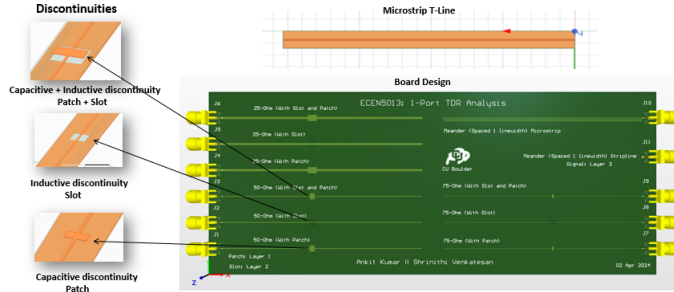 Discontinuities
Capacitive + Inductive discontinuity
Patch + Slot
Inductive discontinuity
Slot
Capacitive discontinuity
Patch
Microstrip T-Line
Z
Board Design
ECEN5013: 1-Port TDR Analysis
J6
25-Ohm (With Slot and Patch)
J5
25-Ohm (With Slot)
J4
25-Ohm (With Patch)
J3
50-Ohm (With Slot and Patch)
J2
50-Ohm (With Slot)
J1
50-Ohm (With Patch)
Patch: Layer 1
Slot: Layer 2
Z
X
J10
Meander (Spaced 1 linewidth) Microstrip
J11
Meander (Spaced 1 linewidth) Stripline
Signal: Layer 3
CU
CU Boulder
J9
75-Ohm (With Slot and Patch)
J8
75-Ohm (With Slot)
J7
75-Ohm (With Patch)
Ankit Kumar || Shrinithi Venkatesan
02 Apr 2024